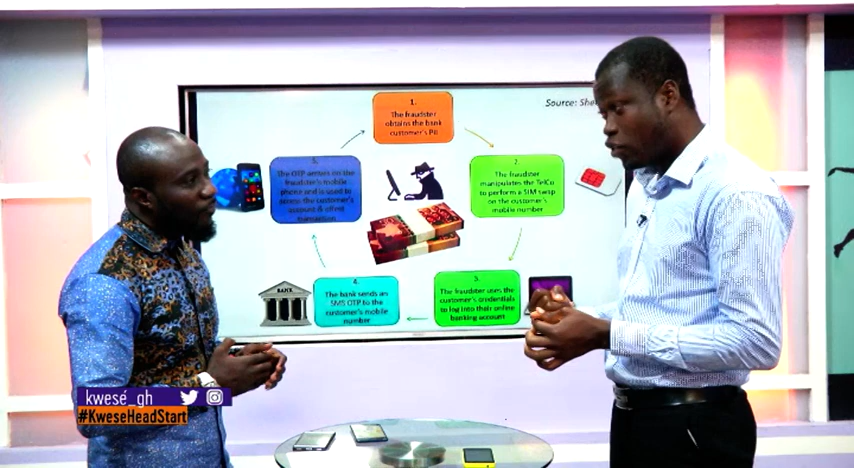 Source: She
1.
The fraudster
obtains the bank
customer's PII
2.
The fraudster
manipulates the TelCo
to perform a SIM swap
on the customer's
mobile number
3.
The fraudster uses the
customer's credentials
to log into their online
banking account
4.
The bank sends an
SMS OTP to the
customer's mobile
number
BANK
The OTP arrives on the
fraudster's mobile
phone and is used to
access the customer's
account & effect
transaction
kwesé_gh
#KweseHeadStart